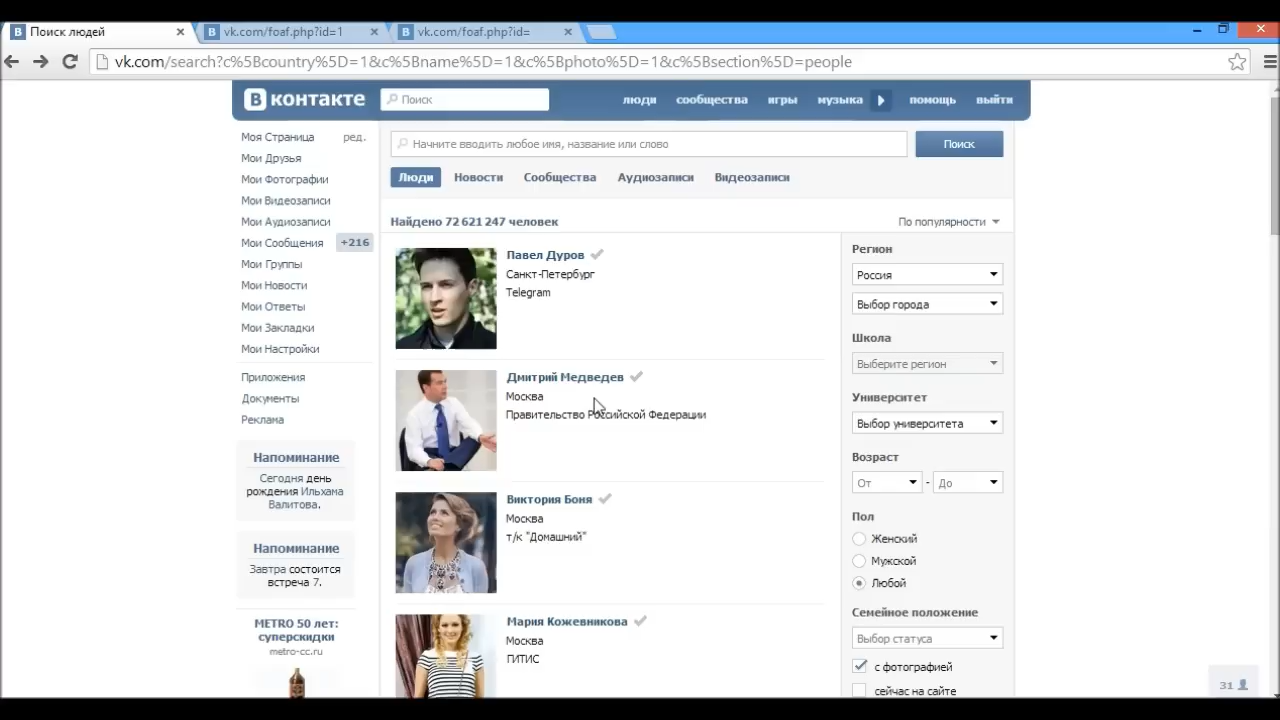 Поиск людей
vk.com/foaf.php?id=1
vk.com/foaf.php?id=
vk.com/search?c%5Bcountry%5D=1&c%5Bname%5D=1&c%5Bphoto%5D=1&c%5Bsection%5D=people
В контакте
Поиск
люди сообщества игры музыка помощь выйти
Моя Страница ред.
Мои Друзья
Мои Фотографии
Мои Видеозаписи
Мои Аудиозаписи
Мои Сообщения +216
Мои Группы
Мои Новости
Мои Ответы
Мои Закладки
Мои Настройки
Приложения
Документы
Реклама
Напоминание
Сегодня день
рождения Ильхама
Валитова.
Напоминание
Завтра состоится
встреча 7.
METRO 50 лет:
суперскидки
metro-cc.ru
Начните вводить любое имя, название или слово
Поиск
Люди Новости Сообщества Аудиозаписи Видеозаписи
Найдено 72 621 247 человек
По популярности
Павел Дуров
Санкт-Петербург
Telegram
Дмитрий Медведев
Москва
Правительство Российской Федерации
Виктория Боня
Москва
т/к "Домашний"
Мария Кожевникова
Москва
ГИТИС
Регион
Россия
Выбор города
Школа
Выберите регион
Университет
Выбор университета
Возраст
От - До
Пол
Женский
Мужской
Любой
Семейное положение
Выбор статуса
с фотографией
сейчас на сайте
31